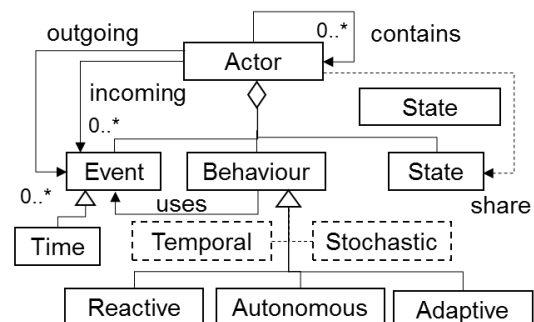 outgoing
0..*
contains
Actor
incoming
State
0..*
Event
Behaviour
State
0..*
uses
share
Time
Temporal
Stochastic
Reactive
Autonomous
Adaptive